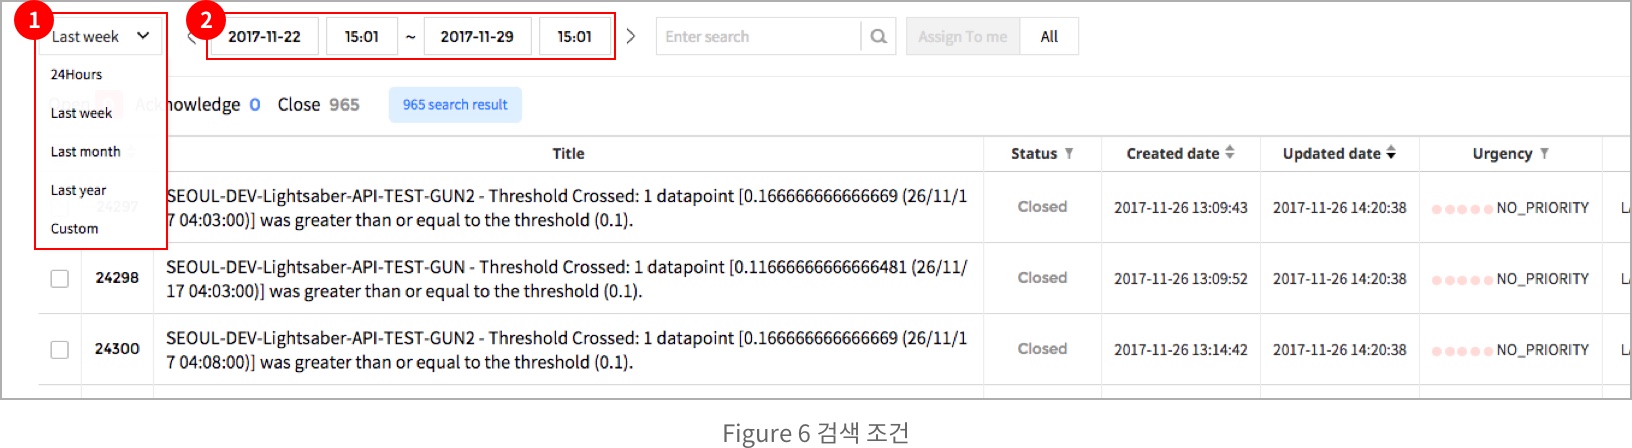 1
2
Last week
2017-11-22 15:01 ~ 2017-11-29 15:01
Enter search
Assign To me All
24Hours
Last week
Last month
Last year
Custom
Open Acknowledge 0 Close 965 965 search result
Title Status Created date Updated date Urgency
24297
SEOUL-DEV-Lightsaber-API-TEST-GUN2 - Threshold Crossed: 1 datapoint [0.166666666666669 (26/11/1
7 04:03:00)] was greater than or equal to the threshold (0.1).
Closed 2017-11-26 13:09:43 2017-11-26 14:20:38 NO_PRIORITY
24298
SEOUL-DEV-Lightsaber-API-TEST-GUN - Threshold Crossed: 1 datapoint [0.11666666666666481 (26/11/
17 04:03:00)] was greater than or equal to the threshold (0.1).
Closed 2017-11-26 13:09:52 2017-11-26 14:20:38 NO_PRIORITY
24300
SEOUL-DEV-Lightsaber-API-TEST-GUN2 - Threshold Crossed: 1 datapoint [0.166666666666669 (26/11/1
7 04:08:00)] was greater than or equal to the threshold (0.1).
Closed 2017-11-26 13:14:42 2017-11-26 14:20:38 NO_PRIORITY
Figure 6 검색 조건